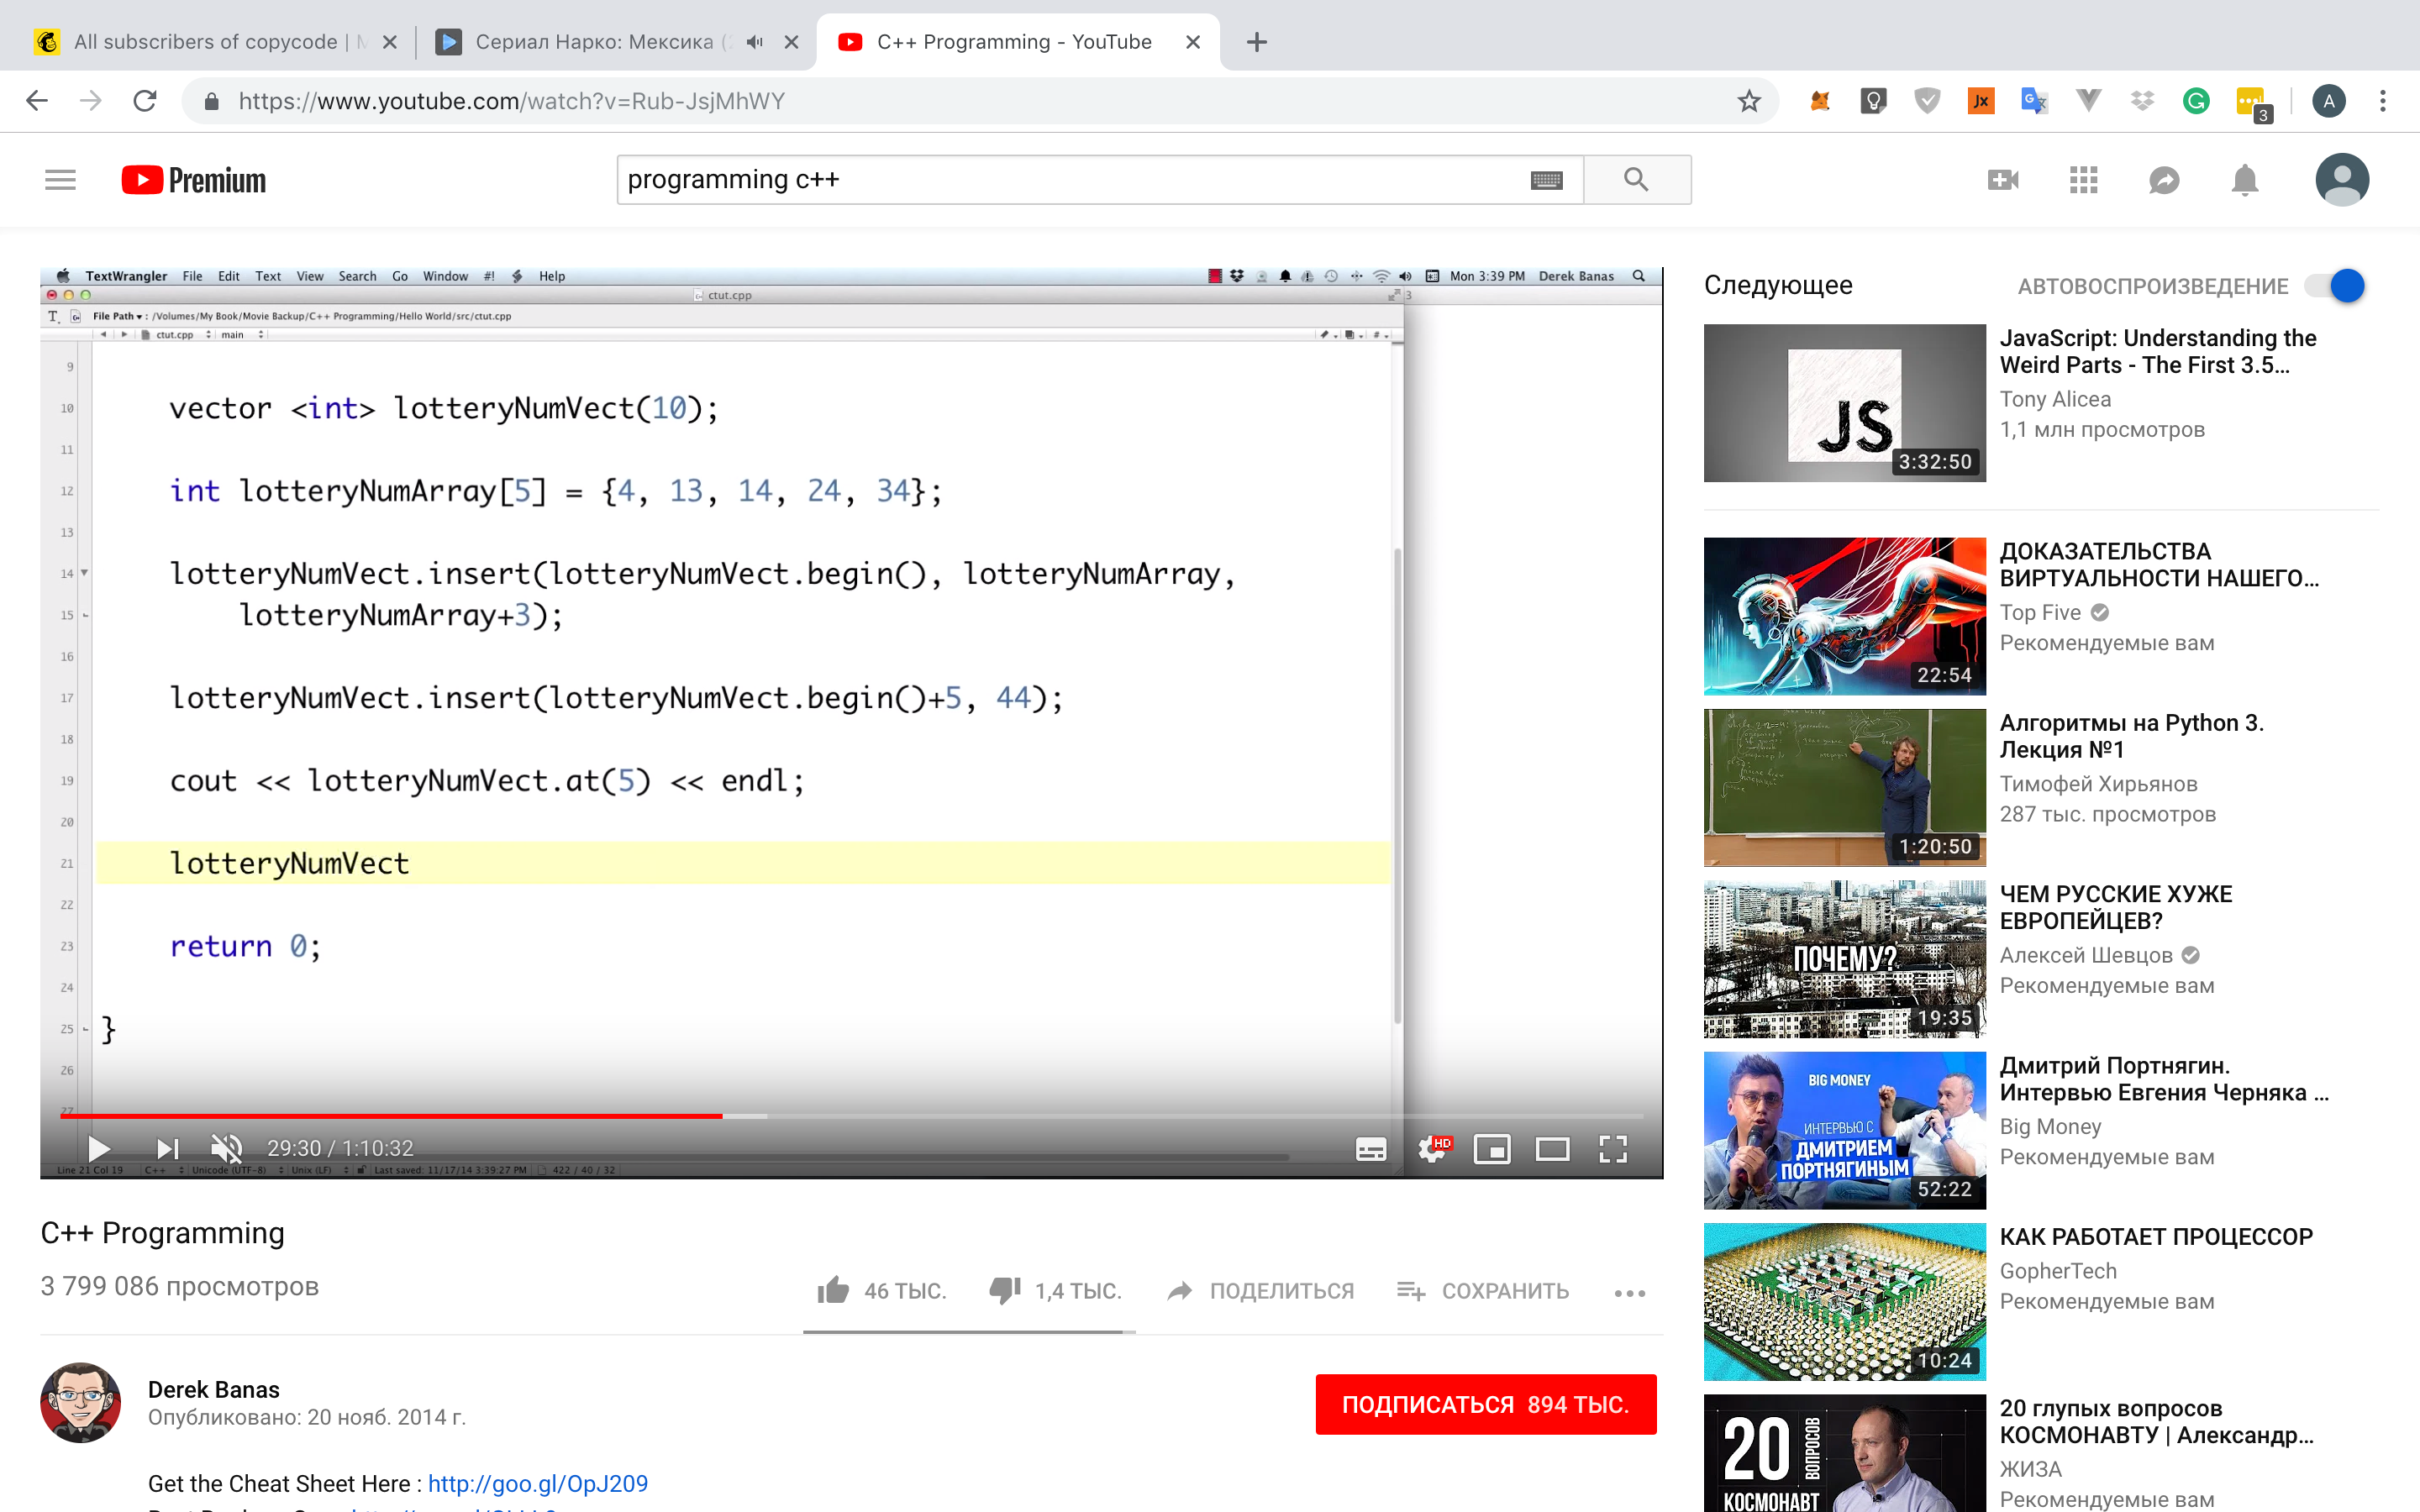 All subscribers of copycode |
Сериал Нарко: Мексика (
C++ Programming - YouTube
https://www.youtube.com/watch?v=Rub-JsjMhWY
Jx
G
3
A
Premium
programming c++
TextWrangler File Edit Text View Search Go Window #! Help
Mon 3:39 PM Derek Banas
ctut.cpp
3
File Path ▾ : /Volumes/My Book/Movie Backup/C++ Programming/Hello World/src/ctut.cpp
ctut.cpp main
9
10 vector <int> lotteryNumVect(10);
11
12 int lotteryNumArray[5] = {4, 13, 14, 24, 34};
13
14 lotteryNumVect.insert(lotteryNumVect.begin(), lotteryNumArray,
15 lotteryNumArray+3);
16
17 lotteryNumVect.insert(lotteryNumVect.begin()+5, 44);
18
19 cout << lotteryNumVect.at(5) << endl;
20
21 lotteryNumVect
22
23 return 0;
24
25 }
26
27
29:30 / 1:10:32
HD
Line 21 Col 19 C++ Unicode (UTF-8) Unix (LF) Last saved: 11/17/14 3:39:27 PM 422 / 40 / 32
C++ Programming
3 799 086 просмотров
46 ТЫС.
1,4 ТЫС.
ПОДЕЛИТЬСЯ
СОХРАНИТЬ
Derek Banas
Опубликовано: 20 нояб. 2014 г.
ПОДПИСАТЬСЯ 894 ТЫС.
Get the Cheat Sheet Here : http://goo.gl/OpJ209
Следующее
АВТОВОСПРОИЗВЕДЕНИЕ
JS
3:32:50
JavaScript: Understanding the
Weird Parts - The First 3.5...
Tony Alicea
1,1 млн просмотров
22:54
ДОКАЗАТЕЛЬСТВА
ВИРТУАЛЬНОСТИ НАШЕГО...
Top Five
Рекомендуемые вам
1:20:50
Алгоритмы на Python 3.
Лекция №1
Тимофей Хирьянов
287 тыс. просмотров
ПОЧЕМУ?
19:35
ЧЕМ РУССКИЕ ХУЖЕ
ЕВРОПЕЙЦЕВ?
Алексей Шевцов
Рекомендуемые вам
BIG MONEY
ИНТЕРВЬЮ С
ДМИТРИЕМ
ПОРТНЯГИНЫМ
52:22
Дмитрий Портнягин.
Интервью Евгения Черняка ...
Big Money
Рекомендуемые вам
10:24
КАК РАБОТАЕТ ПРОЦЕССОР
GopherTech
Рекомендуемые вам
20
ВОПРОСОВ
КОСМОНАВТ
20 глупых вопросов
КОСМОНАВТУ | Александр...
ЖИЗА
Рекомендуемые вам